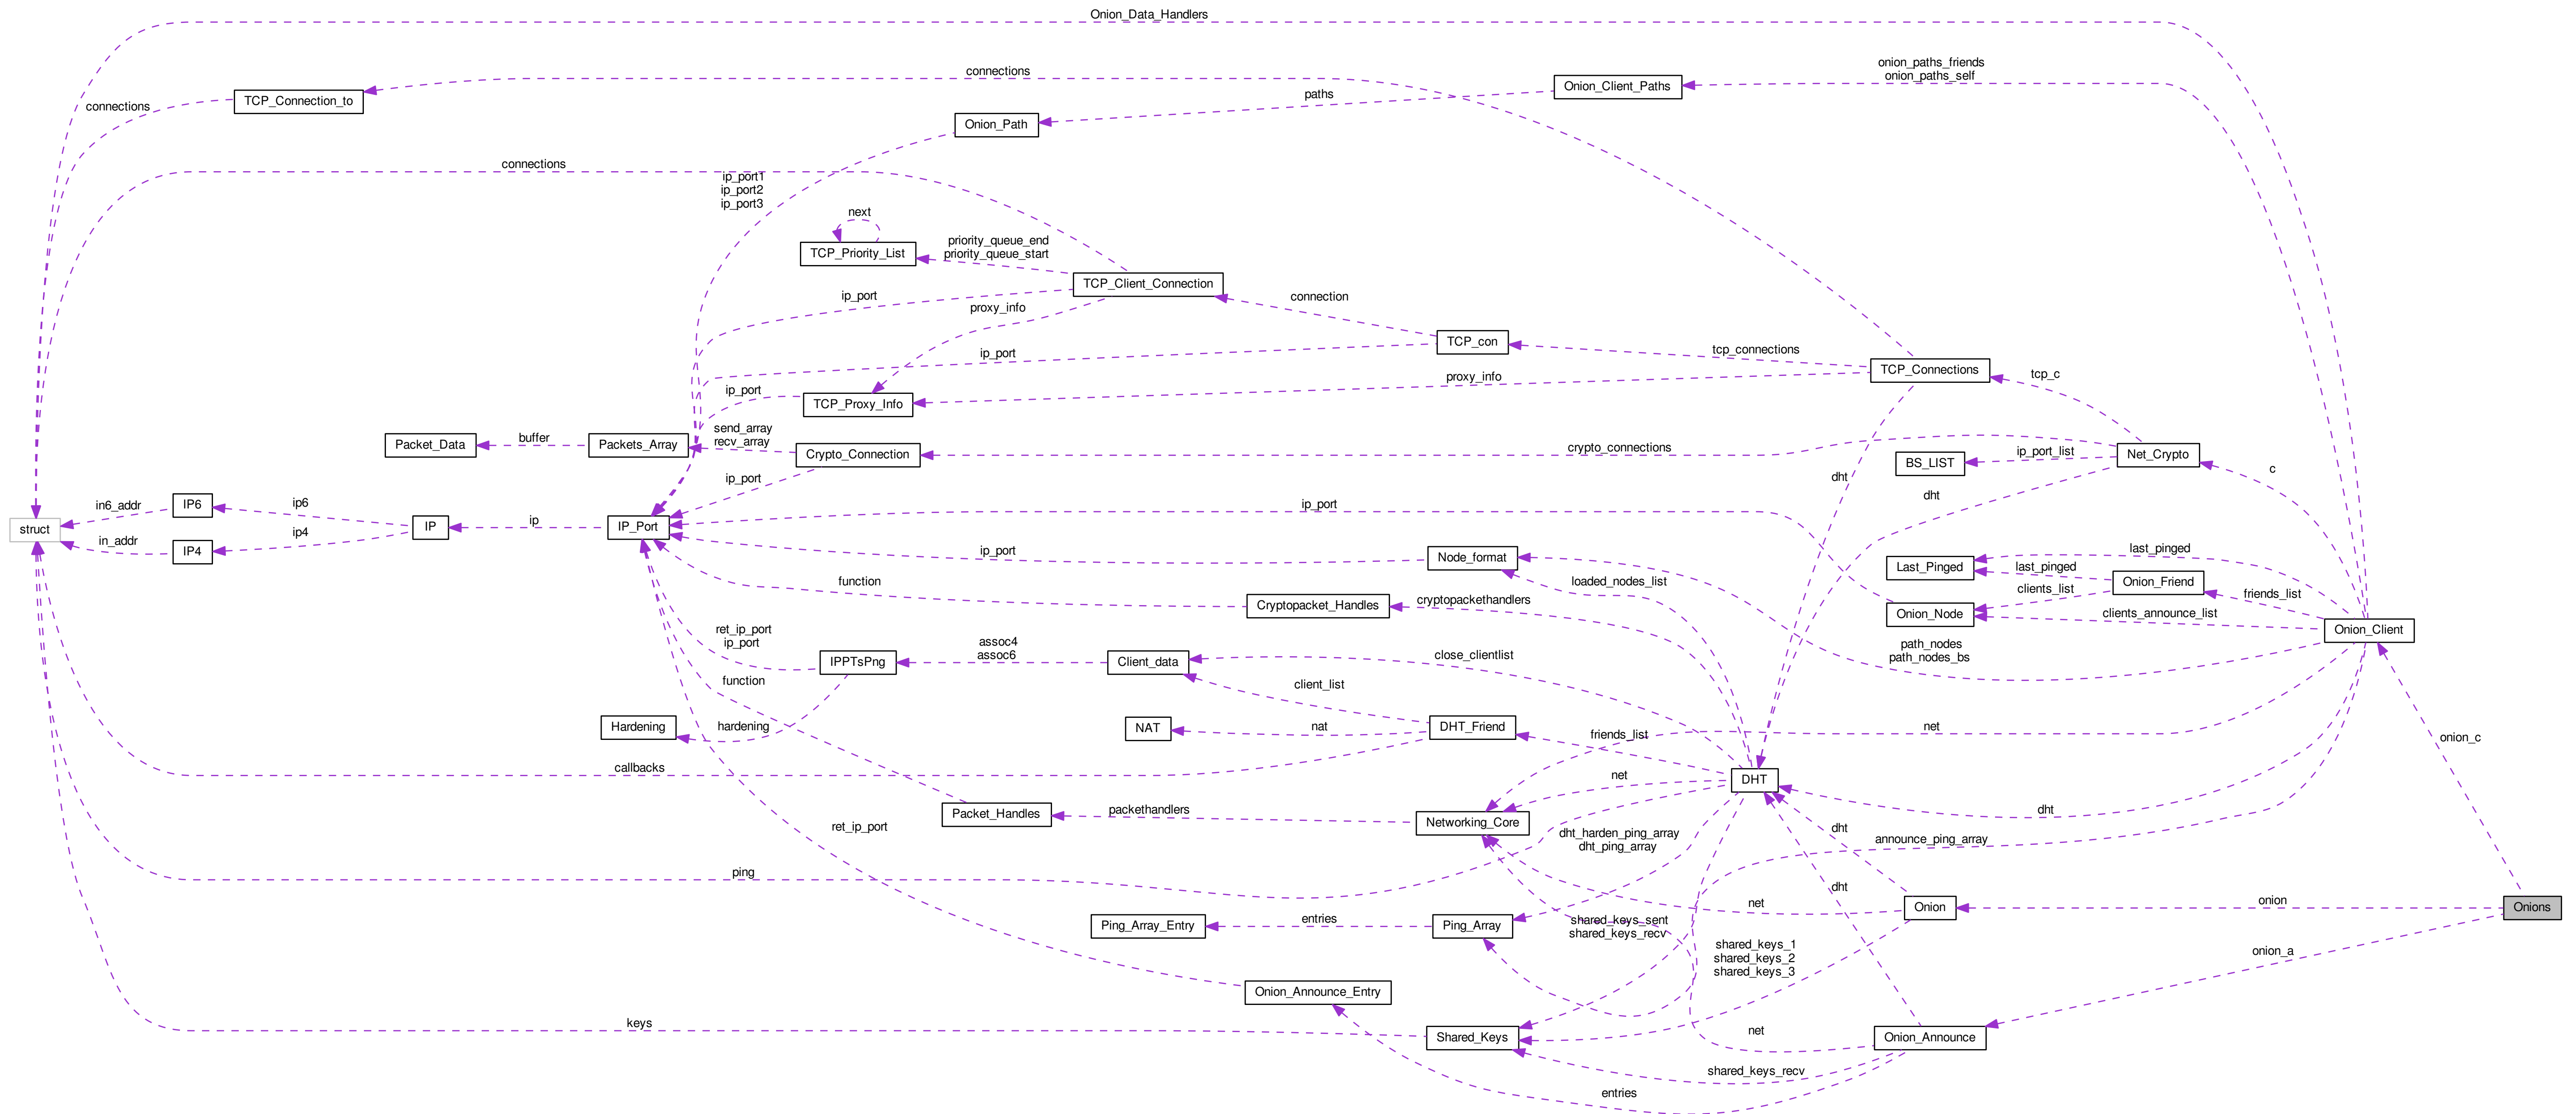 Onion_Data_Handlers
connections
onion_paths_friends
onion_paths_self
Onion_Client_Paths
TCP_Connection_to
connections
paths
Onion_Path
connections
ip_port1
ip_port2
ip_port3
next
TCP_Priority_List
priority_queue_end
priority_queue_start
TCP_Client_Connection
ip_port
connection
proxy_info
TCP_con
ip_port
tcp_connections
TCP_Connections
tcp_c
proxy_info
ip_port
TCP_Proxy_Info
send_array
recv_array
Packet_Data
buffer
Packets_Array
Crypto_Connection
crypto_connections
ip_port_list
Net_Crypto
BS_LIST
c
ip_port
dht
dht
in6_addr
IP6
ip6
ip_port
struct
IP
ip
IP_Port
in_addr
IP4
ip4
ip_port
Node_format
last_pinged
Last_Pinged
last_pinged
Onion_Friend
function
loaded_nodes_list
clients_list
friends_list
Cryptopacket_Handles
cryptopackethandlers
Onion_Node
clients_announce_list
Onion_Client
ret_ip_port
ip_port
assoc4
assoc6
path_nodes
path_nodes_bs
IPPTsPng
Client_data
close_clientlist
function
client_list
Hardening
hardening
NAT
nat
DHT_Friend
friends_list
net
onion_c
callbacks
net
DHT
Packet_Handles
packethandlers
Networking_Core
dht
ret_ip_port
dht_harden_ping_array
dht_ping_array
dht
announce_ping_array
ping
dht
net
Onion
onion
Onions
Ping_Array_Entry
entries
Ping_Array
shared_keys_sent
shared_keys_recv
shared_keys_1
shared_keys_2
shared_keys_3
onion_a
Onion_Announce_Entry
keys
Shared_Keys
net
Onion_Announce
shared_keys_recv
entries